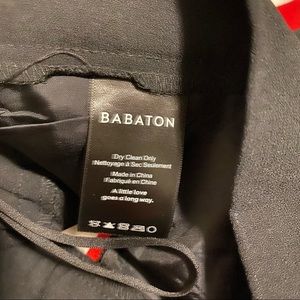 BABATON
Dry Clean Only
Nettoyage à Sec Seulement
Made in China
Fabriqué en Chine
A little love
goes a long way.